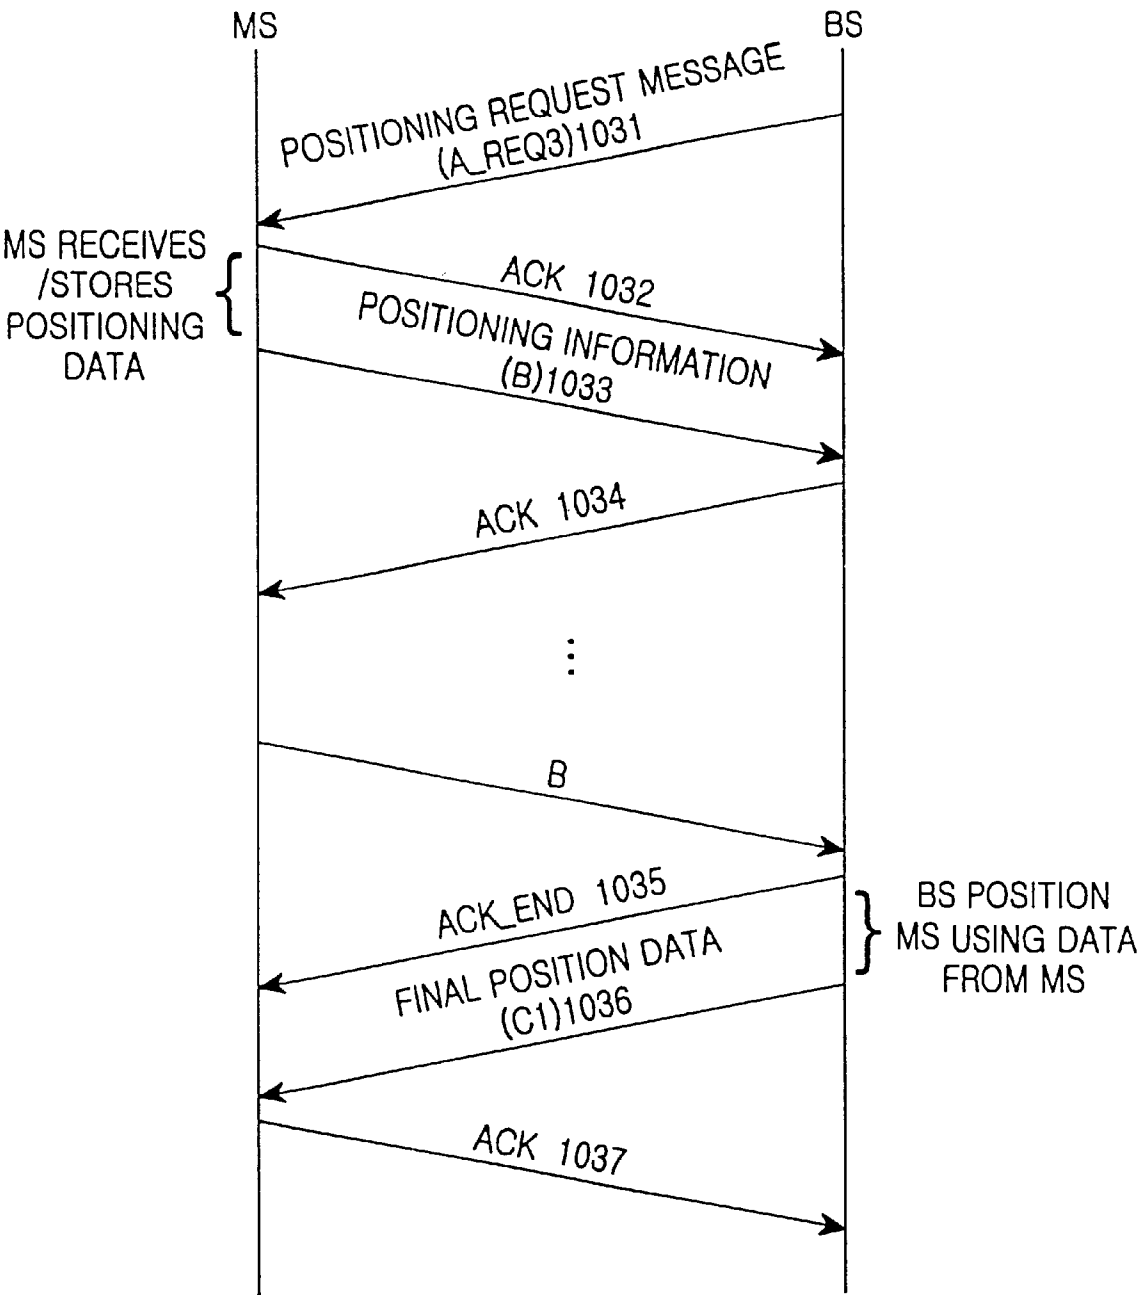 MS
BS
POSITIONING REQUEST MESSAGE
(A_REQ3)1031
MS RECEIVES
/STORES
POSITIONING
DATA
ACK 1032
POSITIONING INFORMATION
(B)1033
ACK 1034
B
ACK_END 1035
BS POSITION
MS USING DATA
FROM MS
FINAL POSITION DATA
(C1)1036
ACK 1037